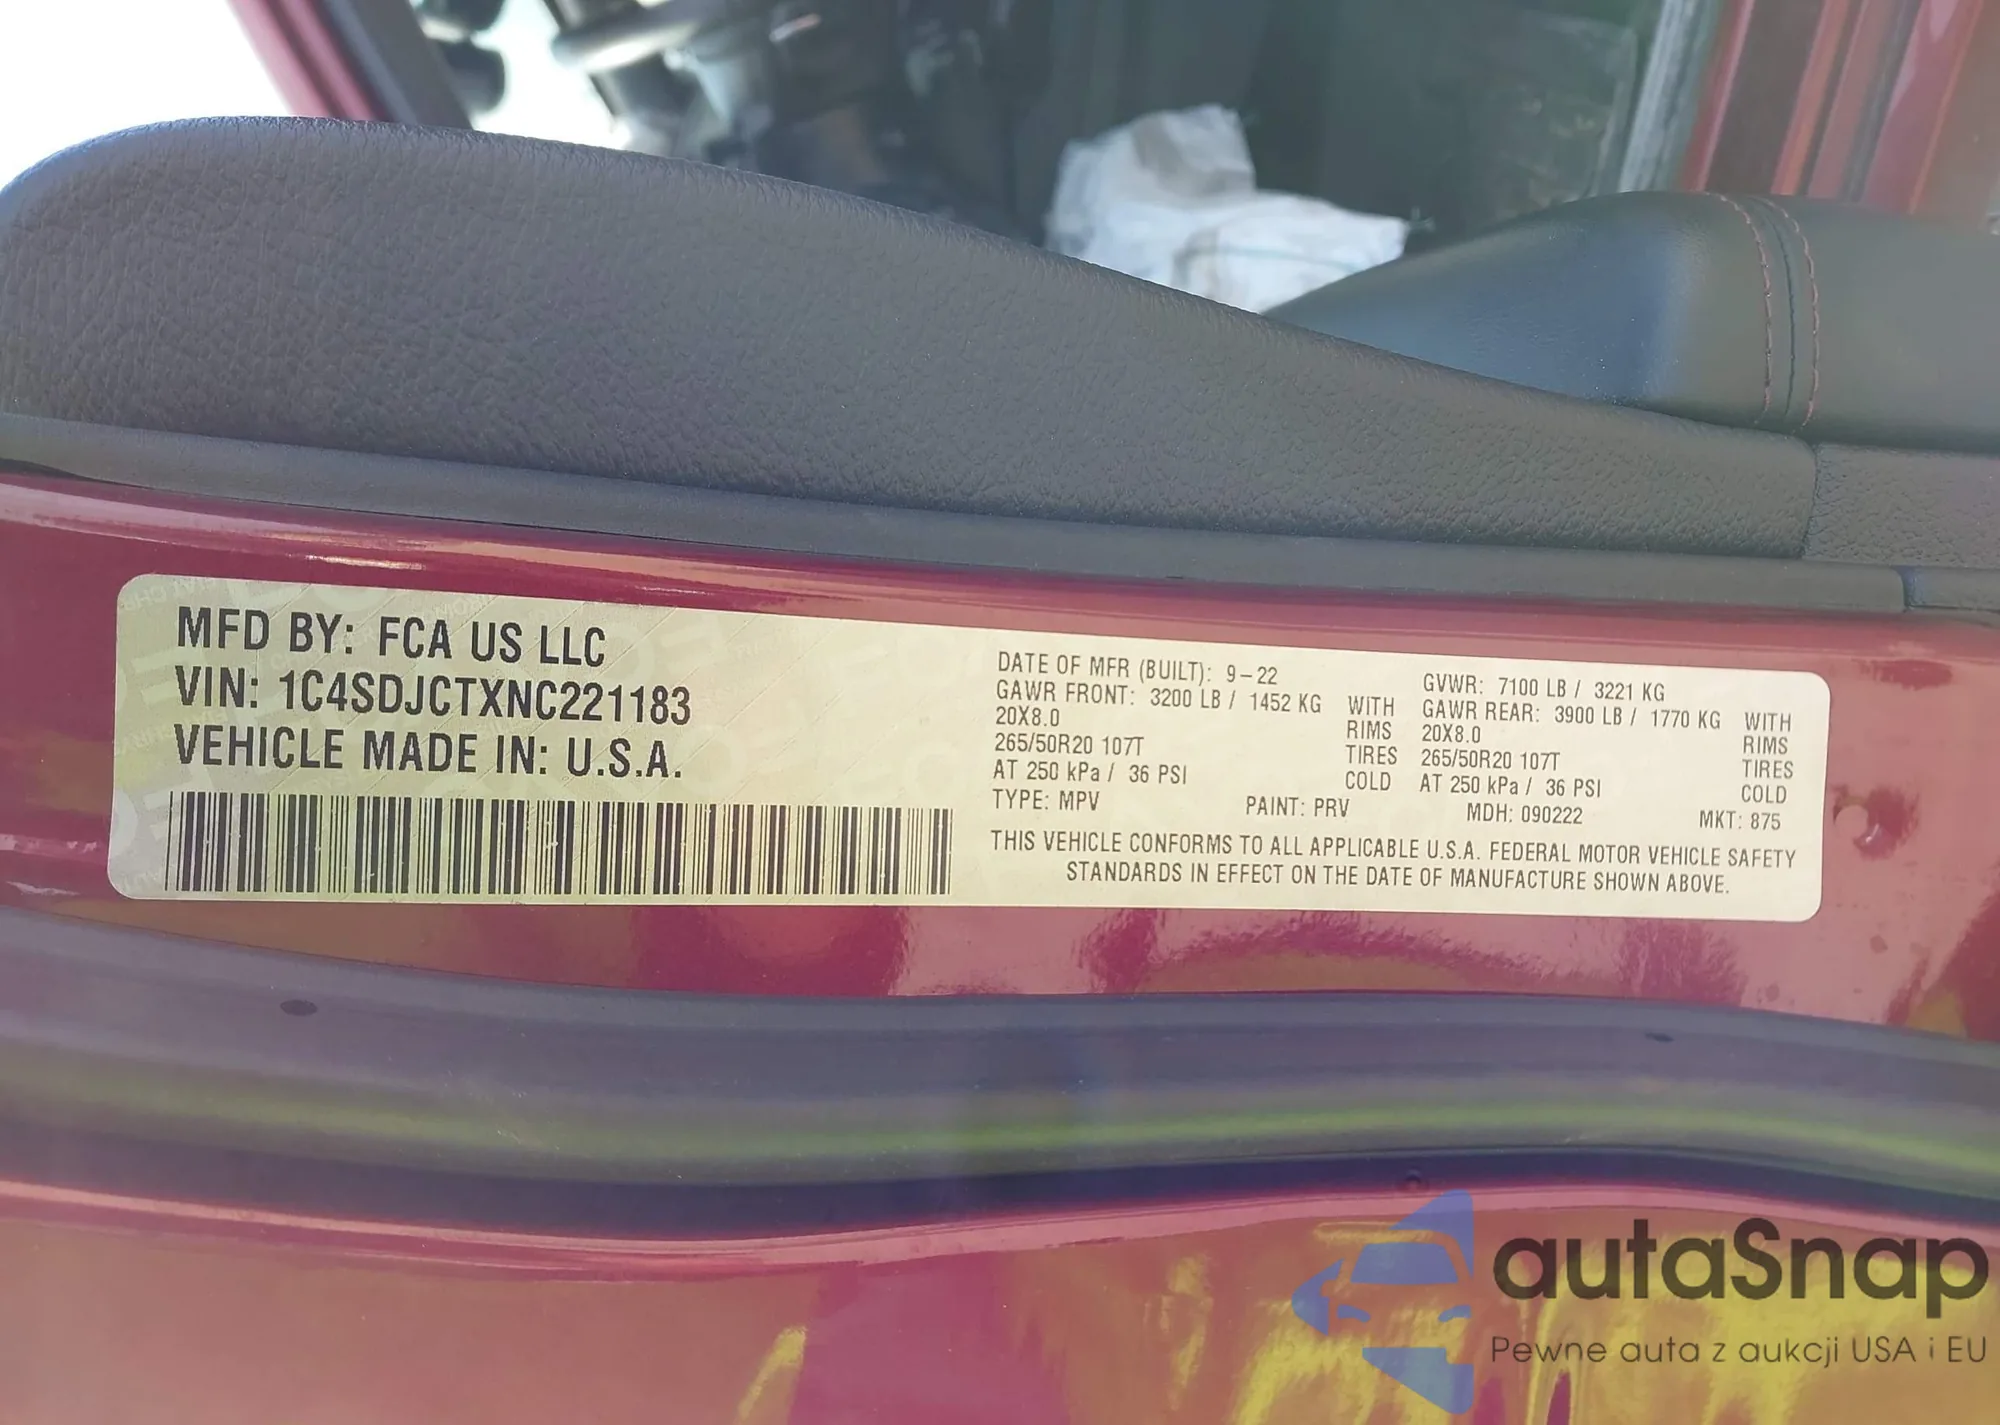 MFD BY: FCA US LLC
VIN: 1C4SDJCTXNC221183
VEHICLE MADE IN: U.S.A.
DATE OF MFR (BUILT): 9-22
GAWR FRONT: 3200 LB / 1452 KG WITH
20X8.0 RIMS
265/50R20 107T TIRES
AT 250 kPa / 36 PSI COLD
GVWR: 7100 LB / 3221 KG
GAWR REAR: 3900 LB / 1770 KG WITH
20X8.0 RIMS
265/50R20 107T TIRES
AT 250 kPa / 36 PSI COLD
TYPE: MPV PAINT: PRV MDH: 090222 MKT: 875
THIS VEHICLE CONFORMS TO ALL APPLICABLE U.S.A. FEDERAL MOTOR VEHICLE SAFETY
STANDARDS IN EFFECT ON THE DATE OF MANUFACTURE SHOWN ABOVE.
autaSnap
Pewne auta z aukcji USA i EU